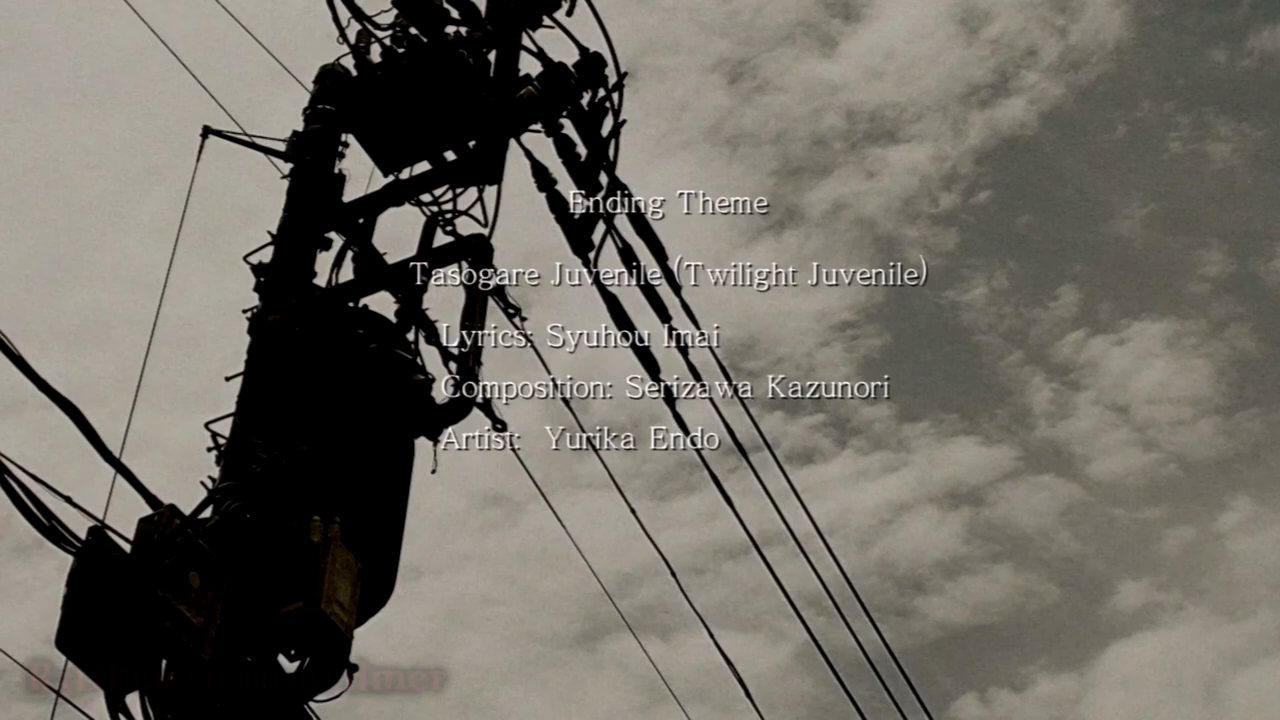 Ending Theme
Tasogare Juvenile (Twilight Juvenile)
Lyrics: Syuhou Imai
Composition: Serizawa Kazunori
Artist: Yurika Endo